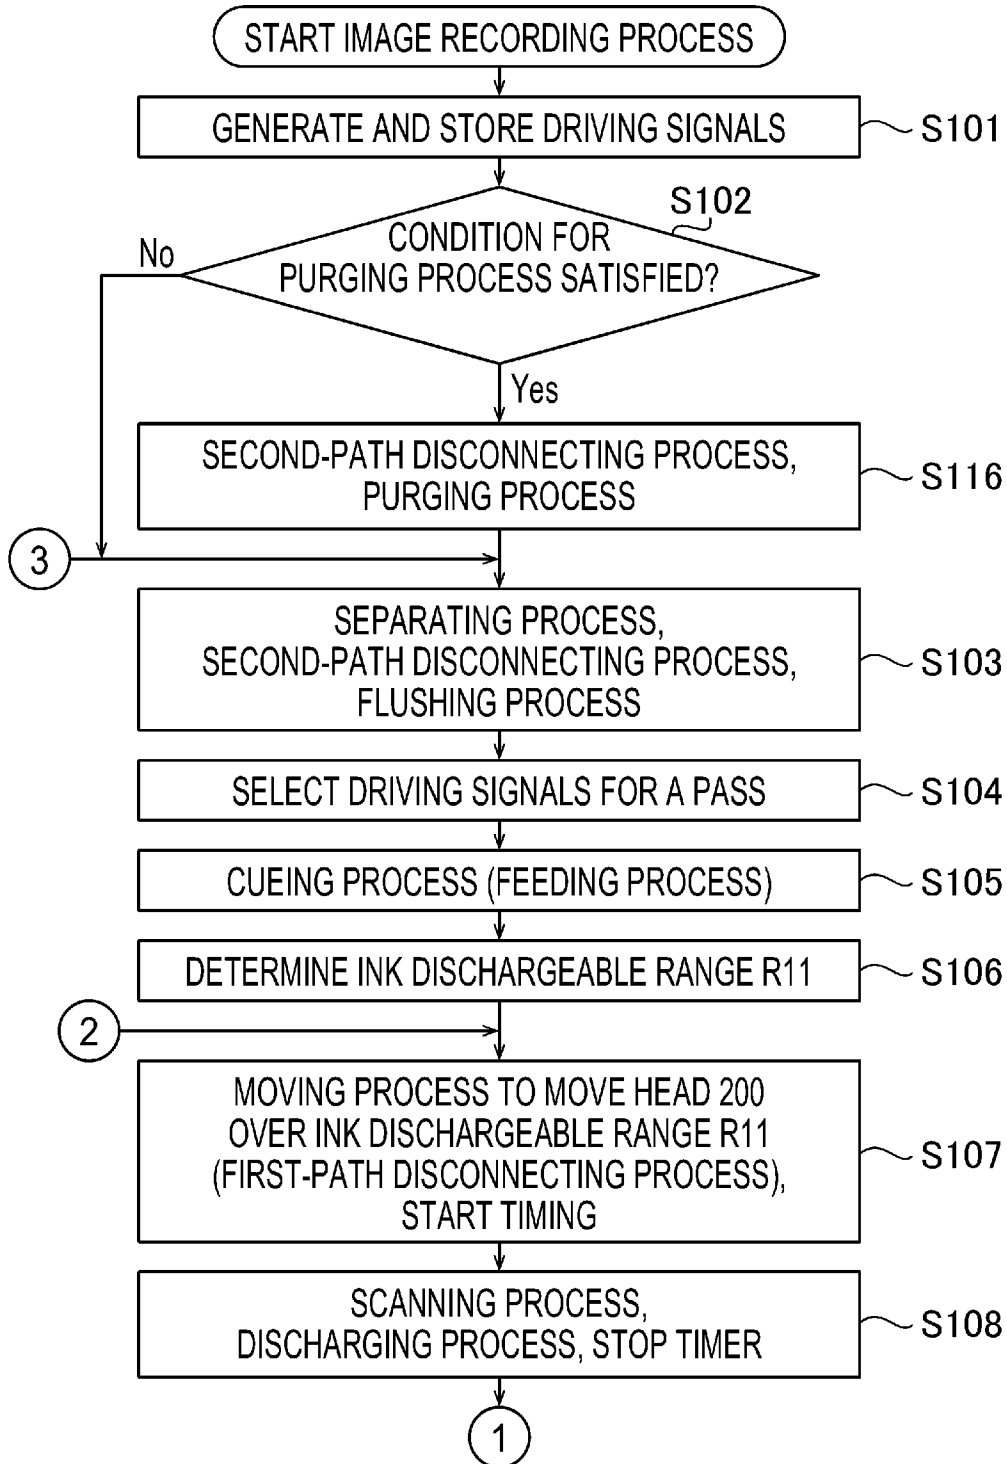 START IMAGE RECORDING PROCESS
GENERATE AND STORE DRIVING SIGNALS
S101
S102
CONDITION FOR
PURGING PROCESS SATISFIED?
No
Yes
SECOND-PATH DISCONNECTING PROCESS,
PURGING PROCESS
S116
3
SEPARATING PROCESS,
SECOND-PATH DISCONNECTING PROCESS,
FLUSHING PROCESS
S103
SELECT DRIVING SIGNALS FOR A PASS
S104
CUEING PROCESS (FEEDING PROCESS)
S105
DETERMINE INK DISCHARGEABLE RANGE R11
S106
2
MOVING PROCESS TO MOVE HEAD 200
OVER INK DISCHARGEABLE RANGE R11
(FIRST-PATH DISCONNECTING PROCESS),
START TIMING
S107
SCANNING PROCESS,
DISCHARGING PROCESS, STOP TIMER
S108
1